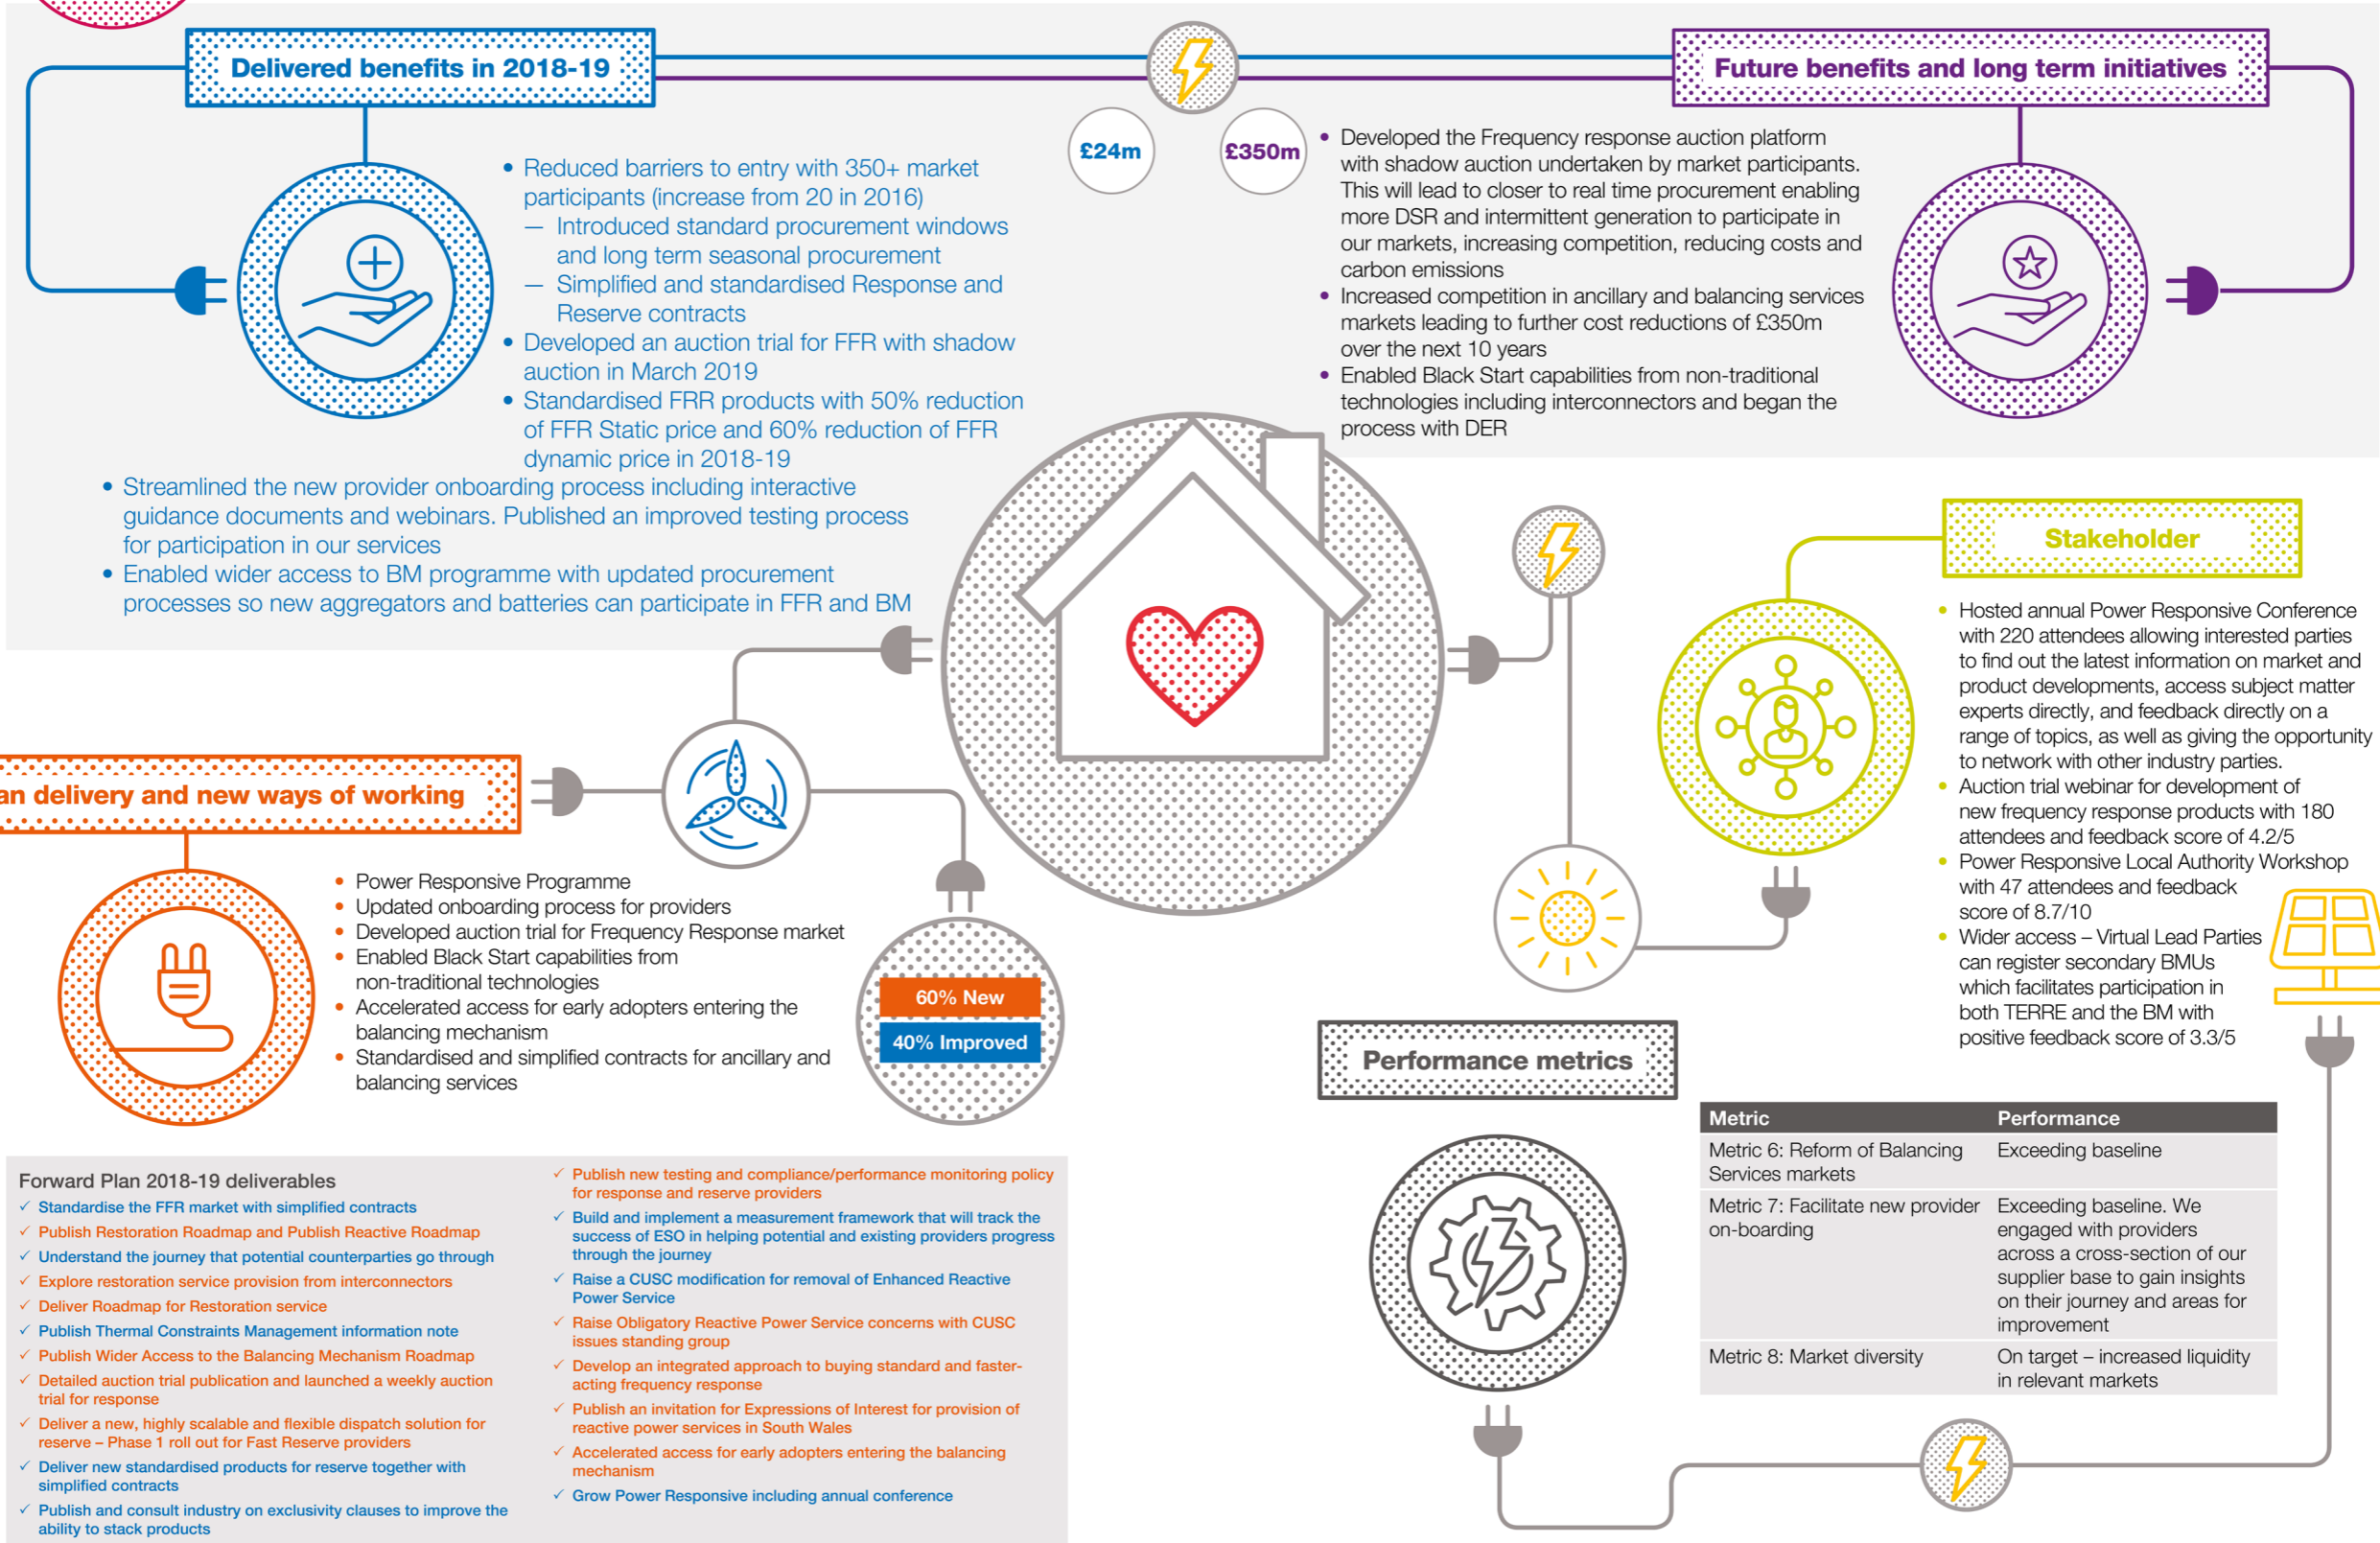 Delivered benefits in 2018-19
£24m
£350m
Future benefits and long term initiatives
• Reduced barriers to entry with 350+ market
participants (increase from 20 in 2016)
— Introduced standard procurement windows
and long term seasonal procurement
— Simplified and standardised Response and
Reserve contracts
• Developed an auction trial for FFR with shadow
auction in March 2019
• Standardised FRR products with 50% reduction
of FFR Static price and 60% reduction of FFR
dynamic price in 2018-19
• Streamlined the new provider onboarding process including interactive
guidance documents and webinars. Published an improved testing process
for participation in our services
• Enabled wider access to BM programme with updated procurement
processes so new aggregators and batteries can participate in FFR and BM
• Developed the Frequency response auction platform
with shadow auction undertaken by market participants.
This will lead to closer to real time procurement enabling
more DSR and intermittent generation to participate in
our markets, increasing competition, reducing costs and
carbon emissions
• Increased competition in ancillary and balancing services
markets leading to further cost reductions of £350m
over the next 10 years
• Enabled Black Start capabilities from non-traditional
technologies including interconnectors and began the
process with DER
Stakeholder
• Hosted annual Power Responsive Conference
with 220 attendees allowing interested parties
to find out the latest information on market and
product developments, access subject matter
experts directly, and feedback directly on a
range of topics, as well as giving the opportunity
to network with other industry parties.
• Auction trial webinar for development of
new frequency response products with 180
attendees and feedback score of 4.2/5
• Power Responsive Local Authority Workshop
with 47 attendees and feedback
score of 8.7/10
• Wider access – Virtual Lead Parties
can register secondary BMUs
which facilitates participation in
both TERRE and the BM with
positive feedback score of 3.3/5
an delivery and new ways of working
• Power Responsive Programme
• Updated onboarding process for providers
• Developed auction trial for Frequency Response market
• Enabled Black Start capabilities from
non-traditional technologies
• Accelerated access for early adopters entering the
balancing mechanism
• Standardised and simplified contracts for ancillary and
balancing services
60% New
40% Improved
Performance metrics
Metric Performance
Metric 6: Reform of Balancing Exceeding baseline
Services markets
Metric 7: Facilitate new provider Exceeding baseline. We
on-boarding engaged with providers
across a cross-section of our
supplier base to gain insights
on their journey and areas for
improvement
Metric 8: Market diversity On target – increased liquidity
in relevant markets
Forward Plan 2018-19 deliverables
✓ Standardise the FFR market with simplified contracts
✓ Publish Restoration Roadmap and Publish Reactive Roadmap
✓ Understand the journey that potential counterparties go through
✓ Explore restoration service provision from interconnectors
✓ Deliver Roadmap for Restoration service
✓ Publish Thermal Constraints Management information note
✓ Publish Wider Access to the Balancing Mechanism Roadmap
✓ Detailed auction trial publication and launched a weekly auction
trial for response
✓ Deliver a new, highly scalable and flexible dispatch solution for
reserve – Phase 1 roll out for Fast Reserve providers
✓ Deliver new standardised products for reserve together with
simplified contracts
✓ Publish and consult industry on exclusivity clauses to improve the
ability to stack products
✓ Publish new testing and compliance/performance monitoring policy
for response and reserve providers
✓ Build and implement a measurement framework that will track the
success of ESO in helping potential and existing providers progress
through the journey
✓ Raise a CUSC modification for removal of Enhanced Reactive
Power Service
✓ Raise Obligatory Reactive Power Service concerns with CUSC
issues standing group
✓ Develop an integrated approach to buying standard and faster-
acting frequency response
✓ Publish an invitation for Expressions of Interest for provision of
reactive power services in South Wales
✓ Accelerated access for early adopters entering the balancing
mechanism
✓ Grow Power Responsive including annual conference